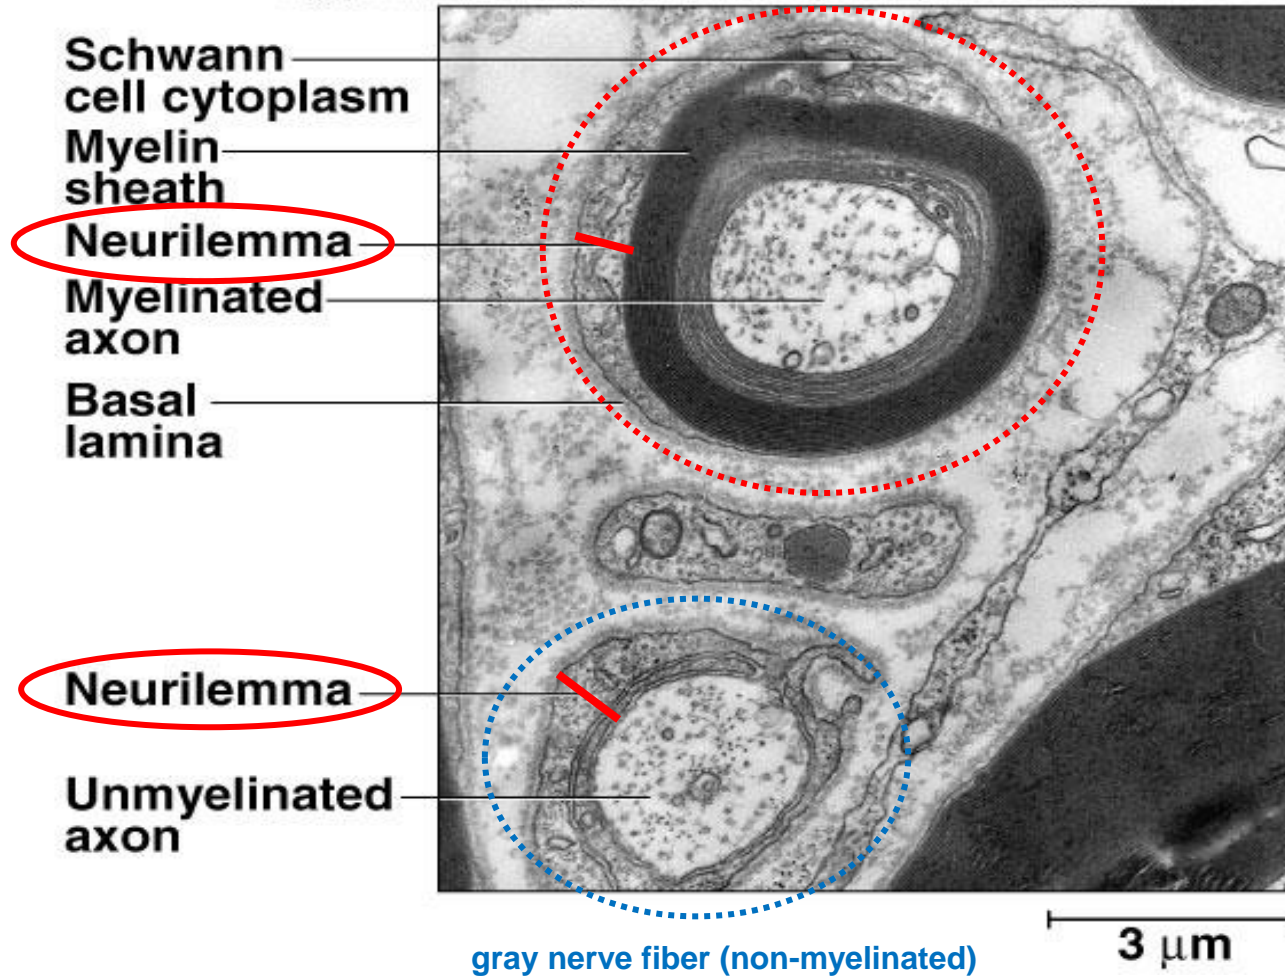 Schwann
cell cytoplasm
Myelin
sheath
Neurilemma
Myelinated
axon
Basal
lamina
Neurilemma
Unmyelinated
axon
3 μm
gray nerve fiber (non-myelinated)